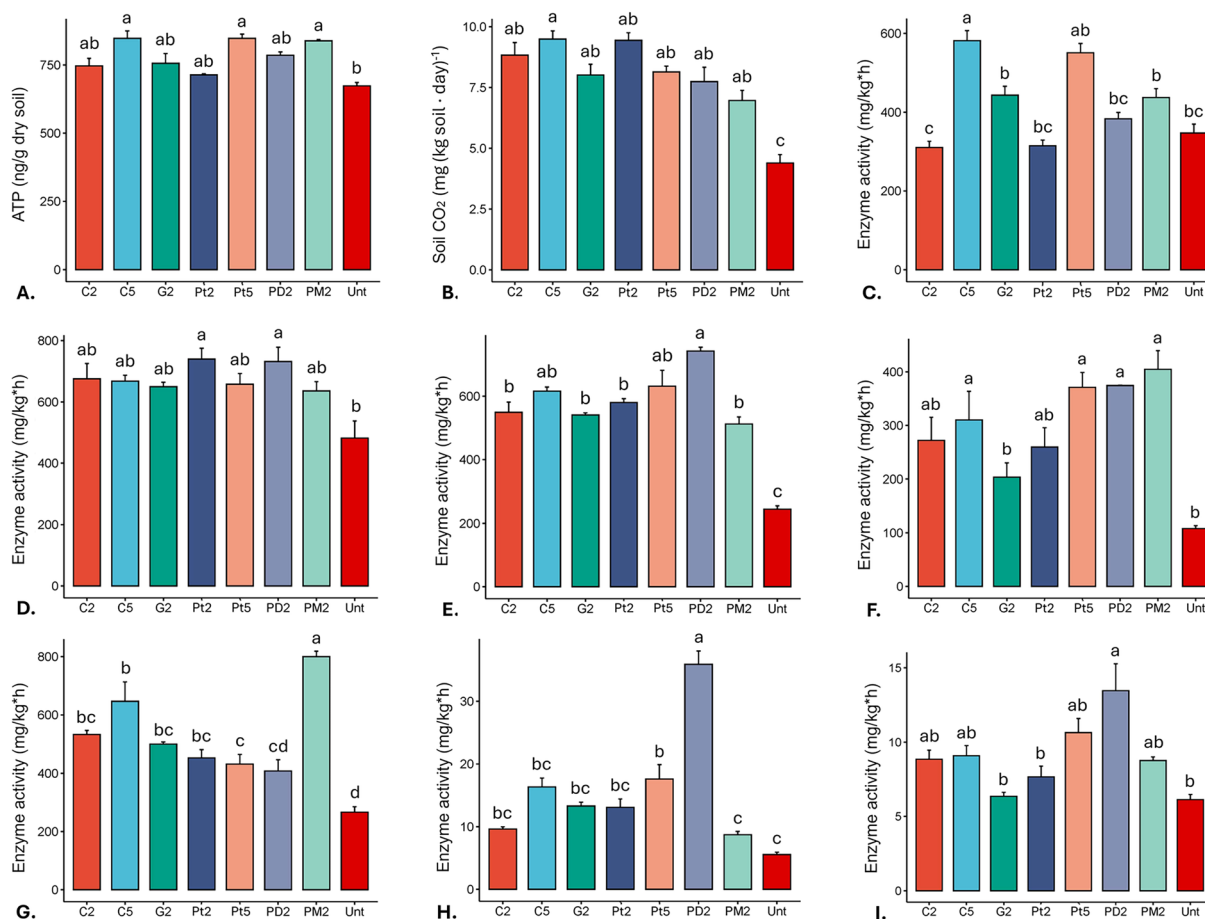 ATP (ng/g dry soil)
750
500
250
0
ab a ab ab a ab a b
C2 C5 G2 Pt2 Pt5 PD2 PM2 Unt
A.
Soil CO₂ (mg (kg soil · day)⁻¹)
10.0
7.5
5.0
2.5
0.0
ab a ab ab ab ab ab c
C2 C5 G2 Pt2 Pt5 PD2 PM2 Unt
B.
Enzyme activity (mg/kg*h)
600
400
200
0
c a b bc ab bc b bc
C2 C5 G2 Pt2 Pt5 PD2 PM2 Unt
C.
Enzyme activity (mg/kg*h)
800
600
400
200
0
ab ab ab a ab a ab b
C2 C5 G2 Pt2 Pt5 PD2 PM2 Unt
D.
Enzyme activity (mg/kg*h)
600
400
200
0
b ab b b ab a b c
C2 C5 G2 Pt2 Pt5 PD2 PM2 Unt
E.
Enzyme activity (mg/kg*h)
400
300
200
100
0
ab a b ab a a a b
C2 C5 G2 Pt2 Pt5 PD2 PM2 Unt
F.
Enzyme activity (mg/kg*h)
800
600
400
200
0
bc b bc bc c cd a d
C2 C5 G2 Pt2 Pt5 PD2 PM2 Unt
G.
Enzyme activity (mg/kg*h)
30
20
10
0
bc bc bc bc b a c c
C2 C5 G2 Pt2 Pt5 PD2 PM2 Unt
H.
Enzyme activity (mg/kg*h)
15
10
5
0
ab ab b b ab a ab b
C2 C5 G2 Pt2 Pt5 PD2 PM2 Unt
I.